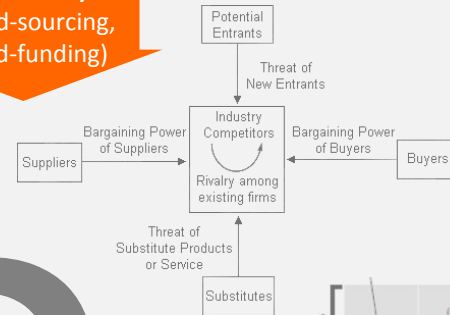 d-sourcing,
d-funding)
Potential
Entrants
Threat of
New Entrants
Industry
Competitors
Bargaining Power
of Suppliers
Bargaining Power
of Buyers
Suppliers
Buyers
Rivalry among
existing firms
Threat of
Substitute Products
or Service
Substitutes